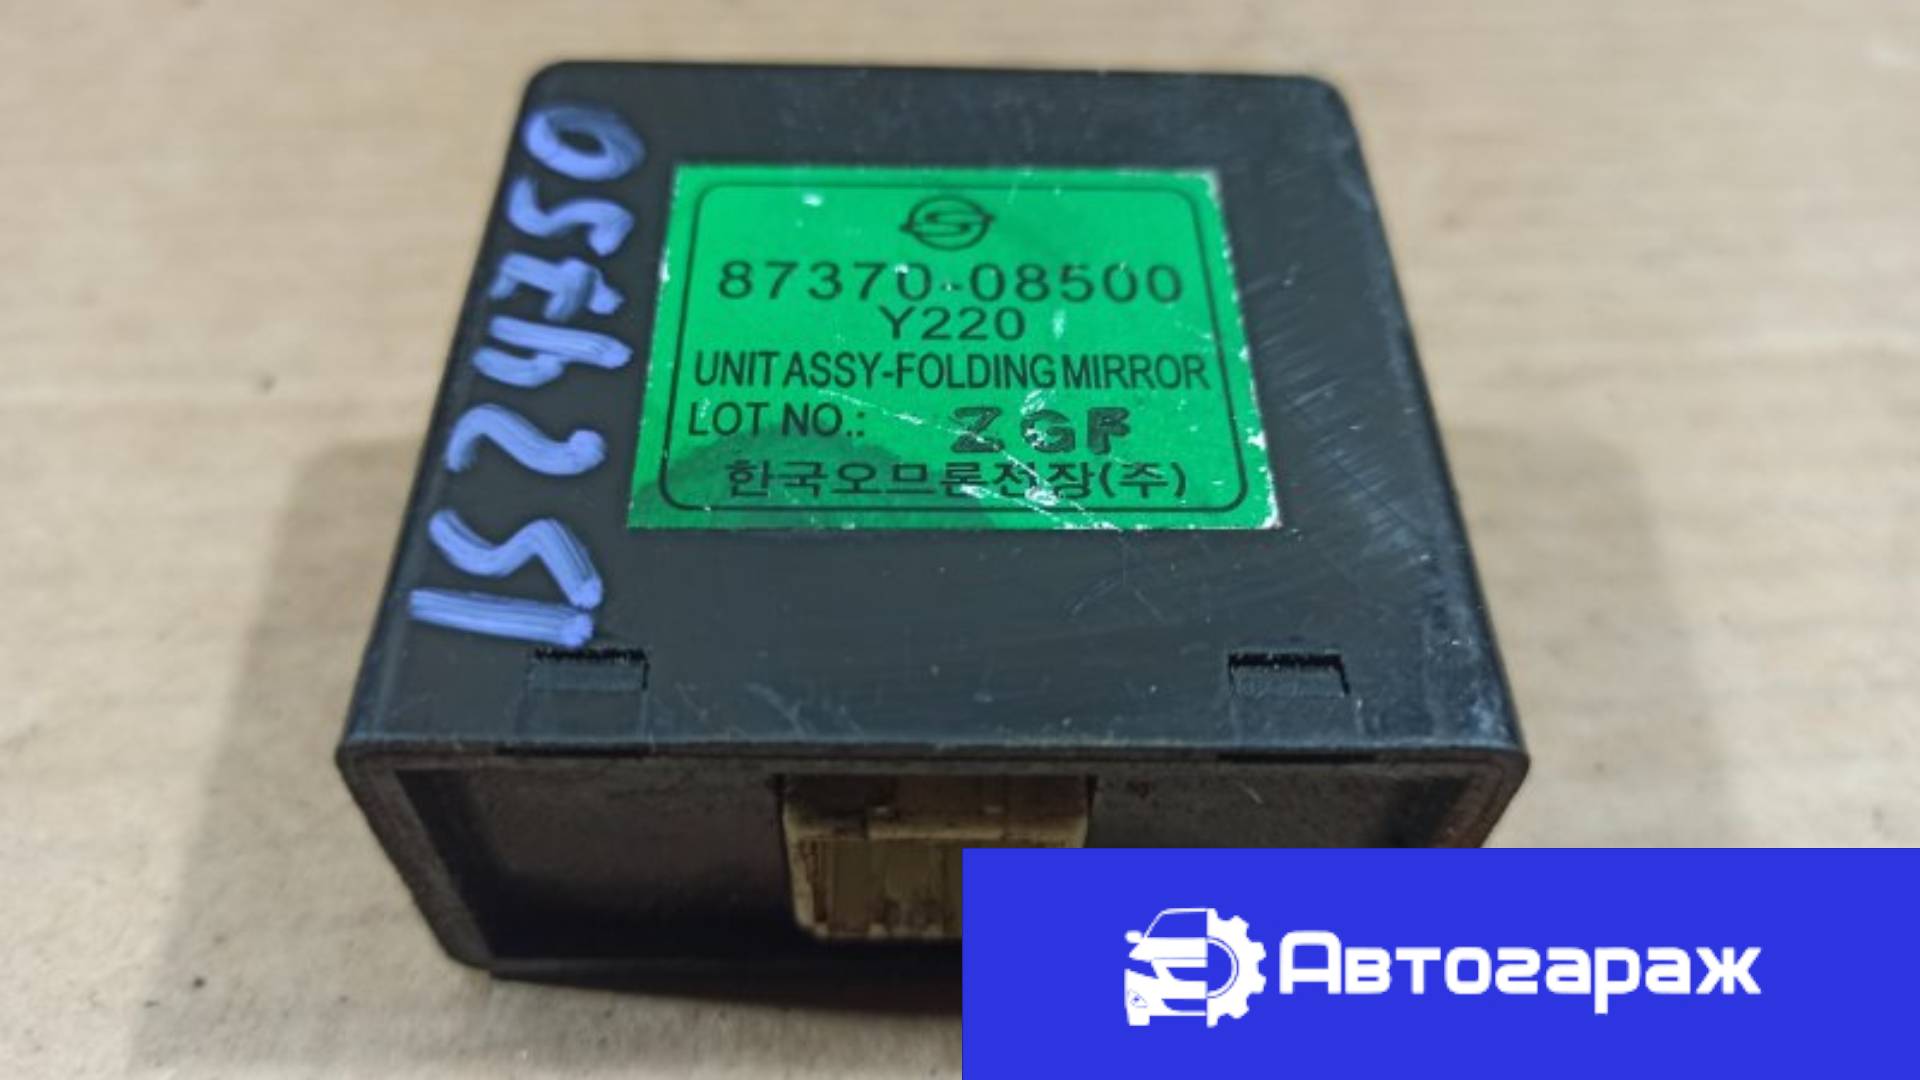 87370-08500
Y220
UNIT ASSY-FOLDING MIRROR
LOT NO.: ZGF
한국오므론전장(주)
Автогараж